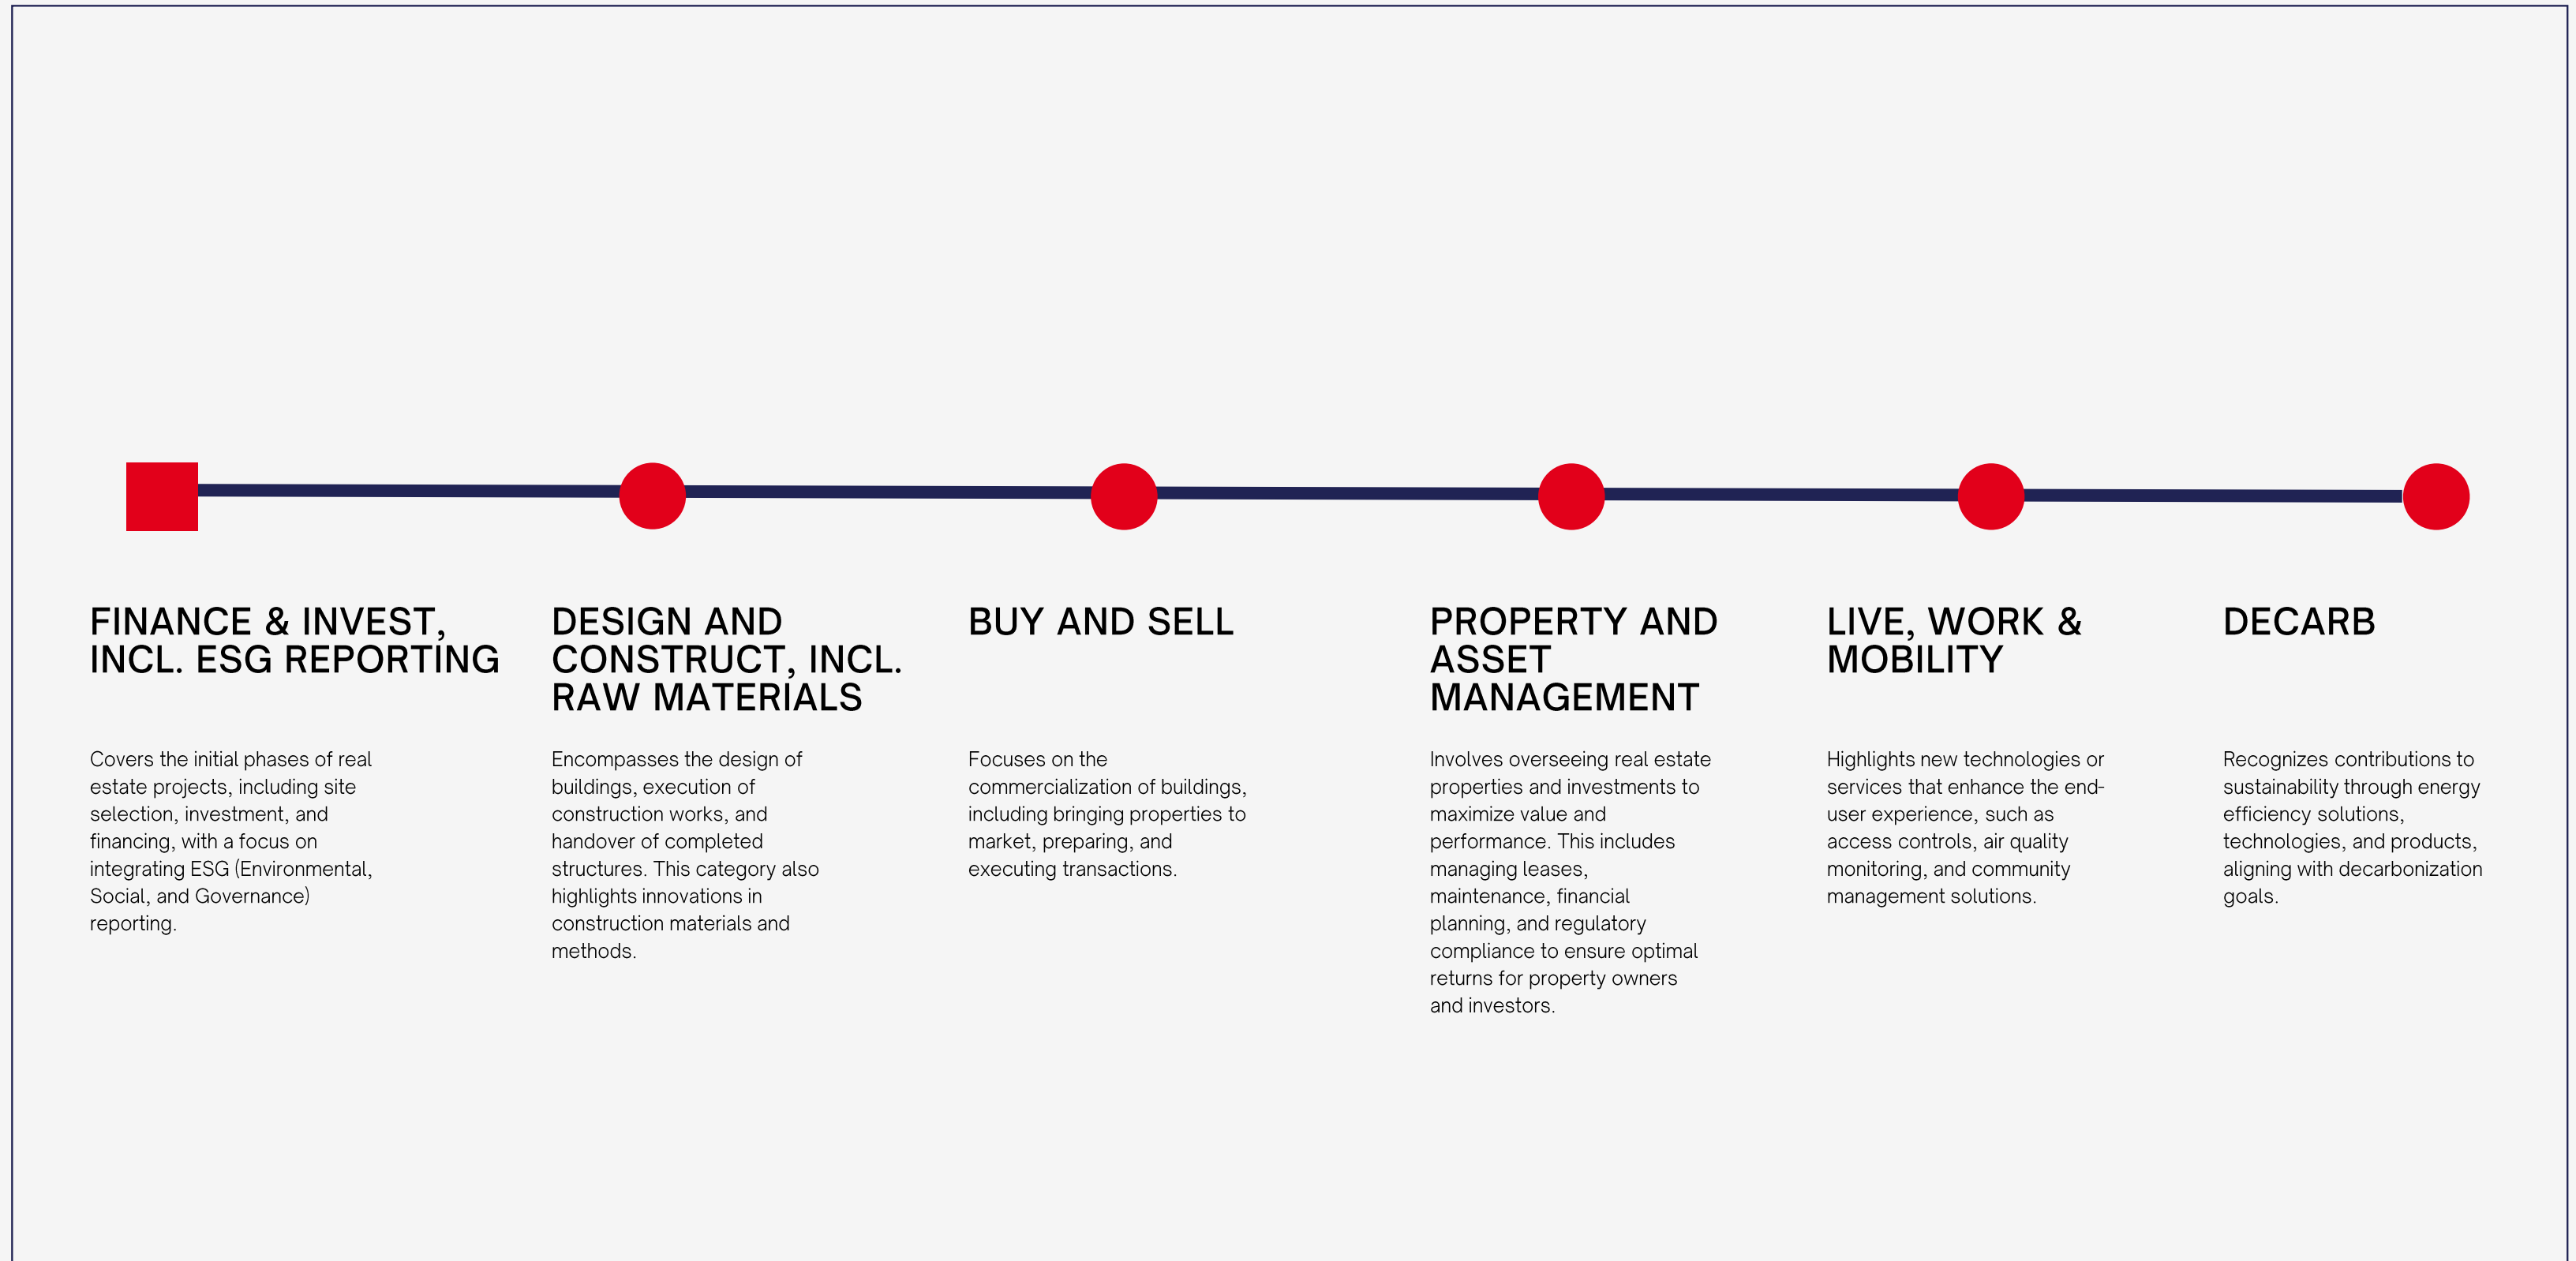 FINANCE & INVEST,
INCL. ESG REPORTING
Covers the initial phases of real
estate projects, including site
selection, investment, and
financing, with a focus on
integrating ESG (Environmental,
Social, and Governance)
reporting.
DESIGN AND
CONSTRUCT, INCL.
RAW MATERIALS
Encompasses the design of
buildings, execution of
construction works, and
handover of completed
structures. This category also
highlights innovations in
construction materials and
methods.
BUY AND SELL
Focuses on the
commercialization of buildings,
including bringing properties to
market, preparing, and
executing transactions.
PROPERTY AND
ASSET
MANAGEMENT
Involves overseeing real estate
properties and investments to
maximize value and
performance. This includes
managing leases,
maintenance, financial
planning, and regulatory
compliance to ensure optimal
returns for property owners
and investors.
LIVE, WORK &
MOBILITY
Highlights new technologies or
services that enhance the end-
user experience, such as
access controls, air quality
monitoring, and community
management solutions.
DECARB
Recognizes contributions to
sustainability through energy
efficiency solutions,
technologies, and products,
aligning with decarbonization
goals.